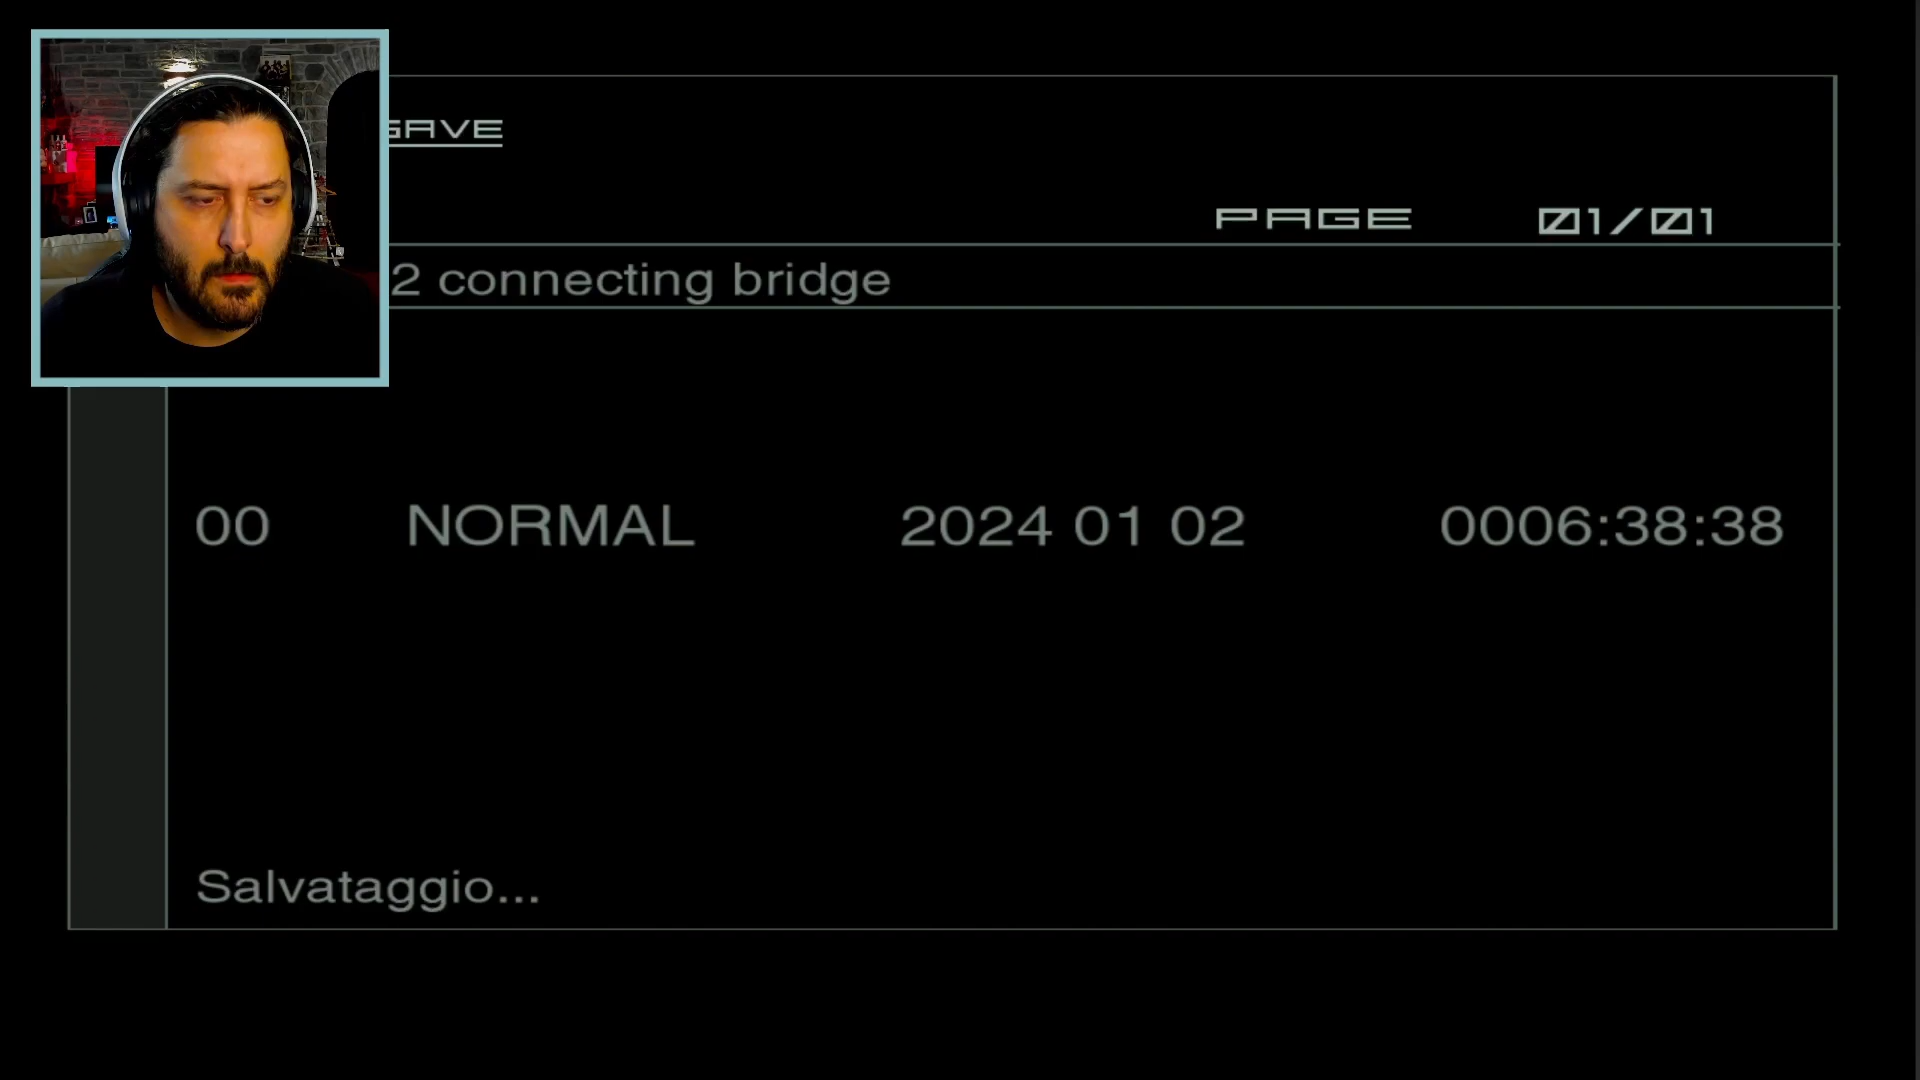 SAVE
PAGE 01/01
2 connecting bridge
00 NORMAL 2024 01 02 0006:38:38
Salvataggio...